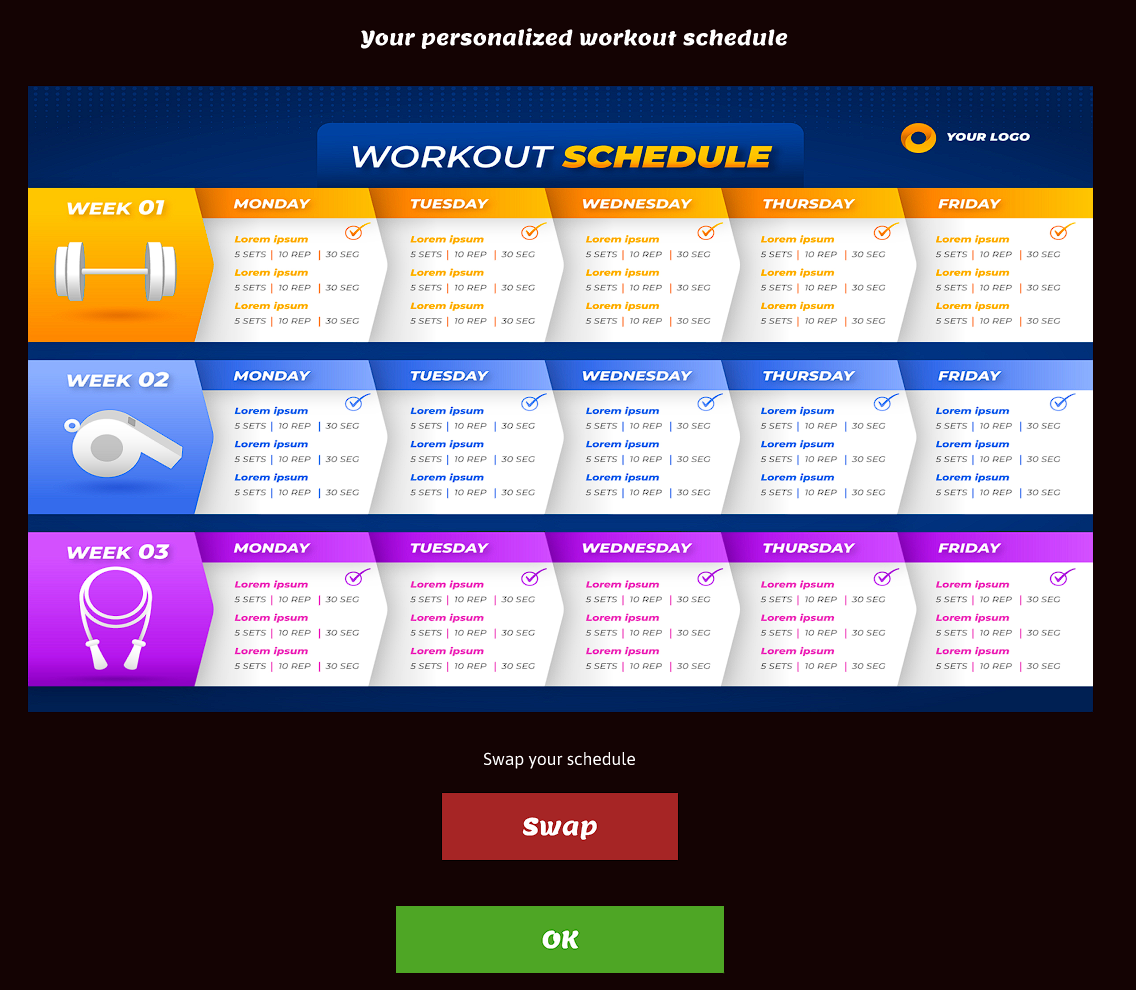 Your personalized workout schedule
WORKOUT SCHEDULE
YOUR LOGO
WEEK 01
MONDAY TUESDAY WEDNESDAY THURSDAY FRIDAY
Lorem ipsum Lorem ipsum Lorem ipsum Lorem ipsum Lorem ipsum
5 SETS | 10 REP | 30 SEG 5 SETS | 10 REP | 30 SEG 5 SETS | 10 REP | 30 SEG 5 SETS | 10 REP | 30 SEG 5 SETS | 10 REP | 30 SEG
Lorem ipsum Lorem ipsum Lorem ipsum Lorem ipsum Lorem ipsum
5 SETS | 10 REP | 30 SEG 5 SETS | 10 REP | 30 SEG 5 SETS | 10 REP | 30 SEG 5 SETS | 10 REP | 30 SEG 5 SETS | 10 REP | 30 SEG
Lorem ipsum Lorem ipsum Lorem ipsum Lorem ipsum Lorem ipsum
5 SETS | 10 REP | 30 SEG 5 SETS | 10 REP | 30 SEG 5 SETS | 10 REP | 30 SEG 5 SETS | 10 REP | 30 SEG 5 SETS | 10 REP | 30 SEG
WEEK 02
MONDAY TUESDAY WEDNESDAY THURSDAY FRIDAY
Lorem ipsum Lorem ipsum Lorem ipsum Lorem ipsum Lorem ipsum
5 SETS | 10 REP | 30 SEG 5 SETS | 10 REP | 30 SEG 5 SETS | 10 REP | 30 SEG 5 SETS | 10 REP | 30 SEG 5 SETS | 10 REP | 30 SEG
Lorem ipsum Lorem ipsum Lorem ipsum Lorem ipsum Lorem ipsum
5 SETS | 10 REP | 30 SEG 5 SETS | 10 REP | 30 SEG 5 SETS | 10 REP | 30 SEG 5 SETS | 10 REP | 30 SEG 5 SETS | 10 REP | 30 SEG
Lorem ipsum Lorem ipsum Lorem ipsum Lorem ipsum Lorem ipsum
5 SETS | 10 REP | 30 SEG 5 SETS | 10 REP | 30 SEG 5 SETS | 10 REP | 30 SEG 5 SETS | 10 REP | 30 SEG 5 SETS | 10 REP | 30 SEG
WEEK 03
MONDAY TUESDAY WEDNESDAY THURSDAY FRIDAY
Lorem ipsum Lorem ipsum Lorem ipsum Lorem ipsum Lorem ipsum
5 SETS | 10 REP | 30 SEG 5 SETS | 10 REP | 30 SEG 5 SETS | 10 REP | 30 SEG 5 SETS | 10 REP | 30 SEG 5 SETS | 10 REP | 30 SEG
Lorem ipsum Lorem ipsum Lorem ipsum Lorem ipsum Lorem ipsum
5 SETS | 10 REP | 30 SEG 5 SETS | 10 REP | 30 SEG 5 SETS | 10 REP | 30 SEG 5 SETS | 10 REP | 30 SEG 5 SETS | 10 REP | 30 SEG
Lorem ipsum Lorem ipsum Lorem ipsum Lorem ipsum Lorem ipsum
5 SETS | 10 REP | 30 SEG 5 SETS | 10 REP | 30 SEG 5 SETS | 10 REP | 30 SEG 5 SETS | 10 REP | 30 SEG 5 SETS | 10 REP | 30 SEG
Swap your schedule
Swap
OK